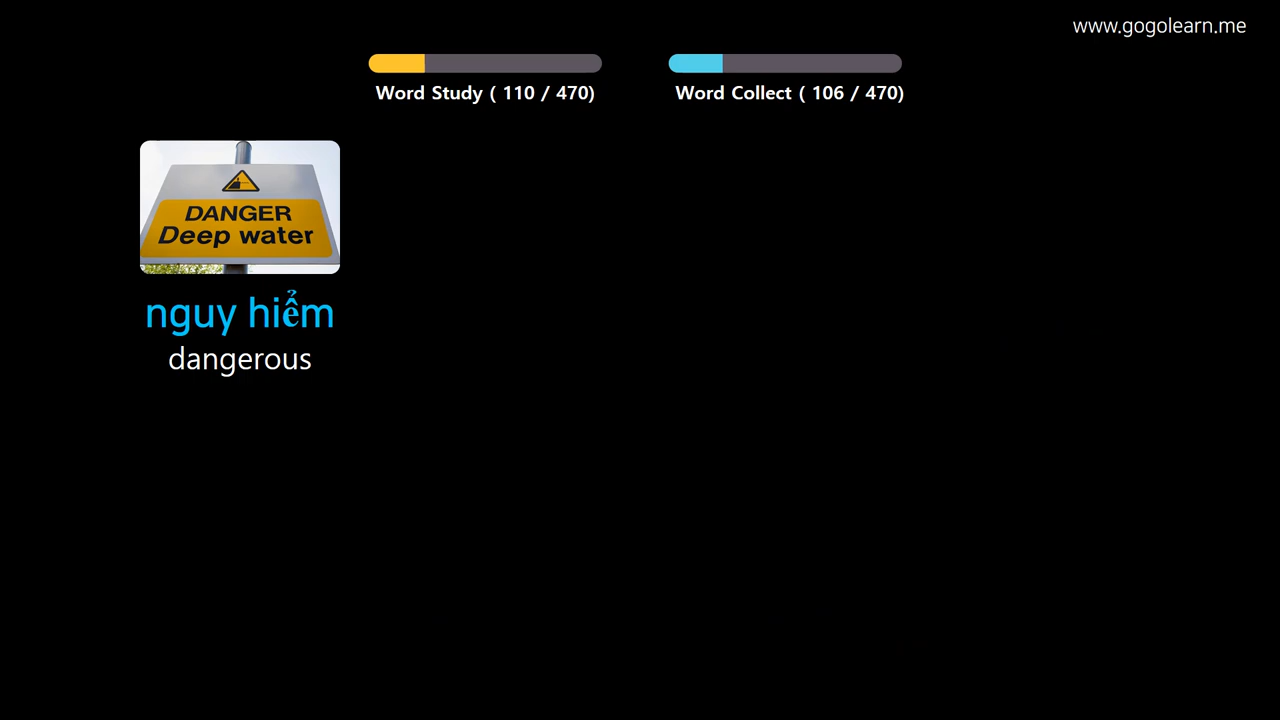 www.gogolearn.me
Word Study ( 110 / 470)
Word Collect ( 106 / 470)
DANGER
Deep water
nguy hiểm
dangerous